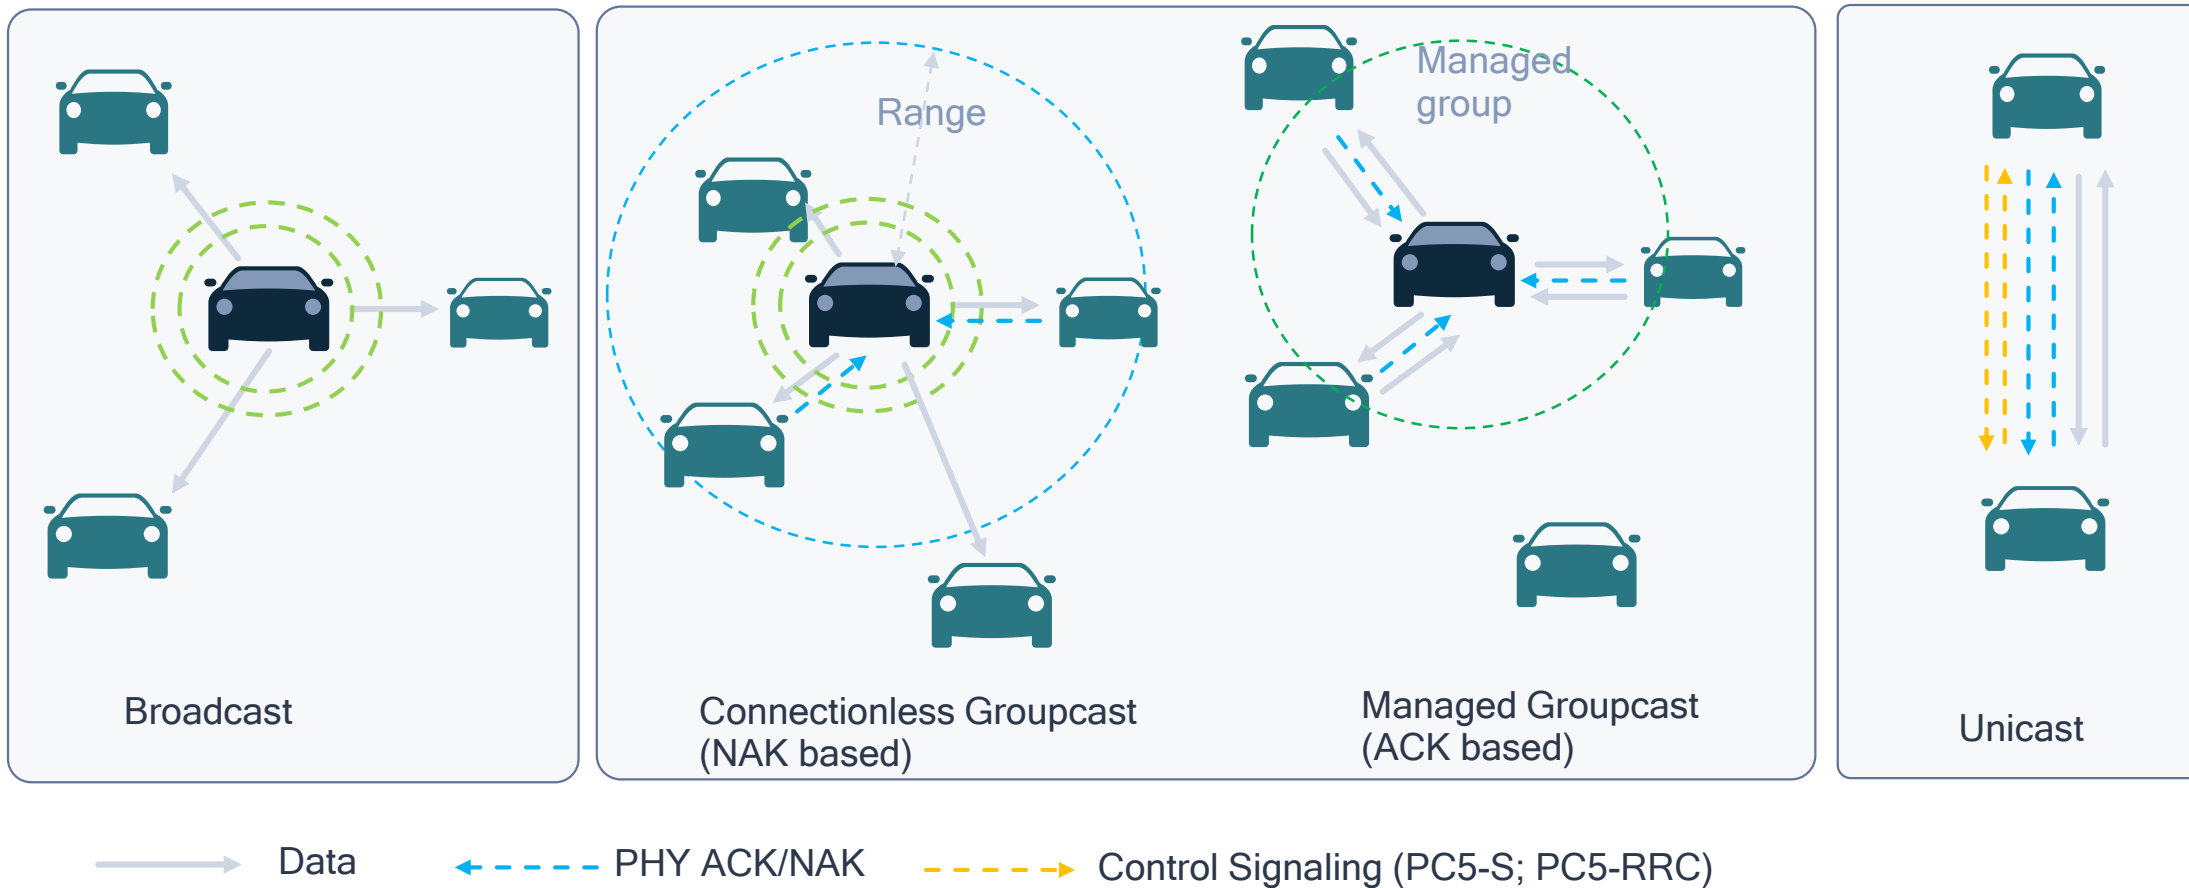 Range
Managed
group
Broadcast
Connectionless Groupcast
(NAK based)
Managed Groupcast
(ACK based)
Unicast
Data
PHY ACK/NAK
Control Signaling (PC5-S; PC5-RRC)